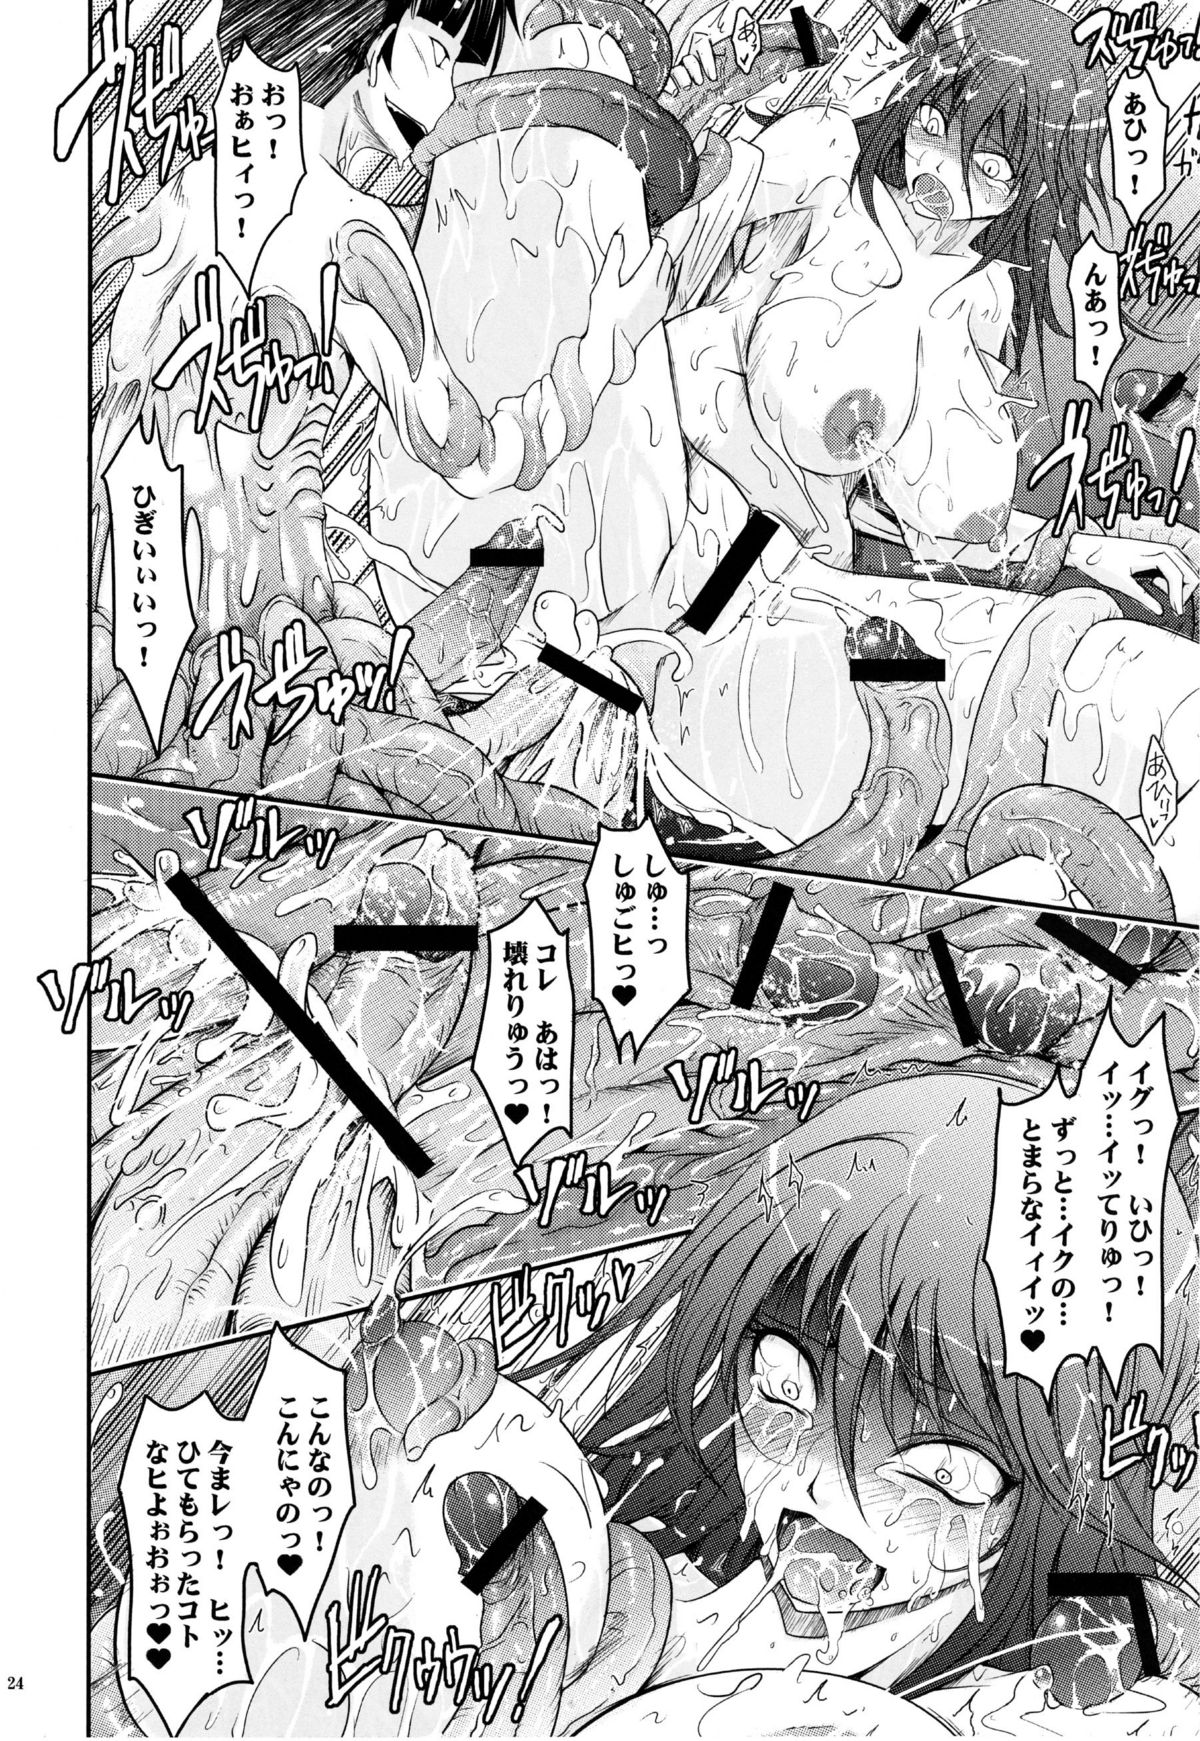 ズぢゅっ!
あひっ!
んあっ!
ズぢゅっ!
ズぢゅっ!
あひぃっ♥
おっ!
おぉヒィっ!
ズぢゅっ!
ズぢゅっ!
ひぎぃぃぃっ!
ズぢゅッ!
しゅ…っ
しゅごヒっ♥
コレ あはっ!
壊れりゅうっ♥
ゾルルッ
ゾルルッ
ゾルルッ
ゾルルッ
イグっ! いひっ!
イッ…イッてりゅっ!
ずっと…イクの…
とまらなイィイッ♥
ビクッ
ビクッ
こんなのっ!
こんにゃのっ♥
今まレっ! ヒッ…
ひてもらったコト
なヒよぉおぉっ♥♥
ビクゥウッ
24